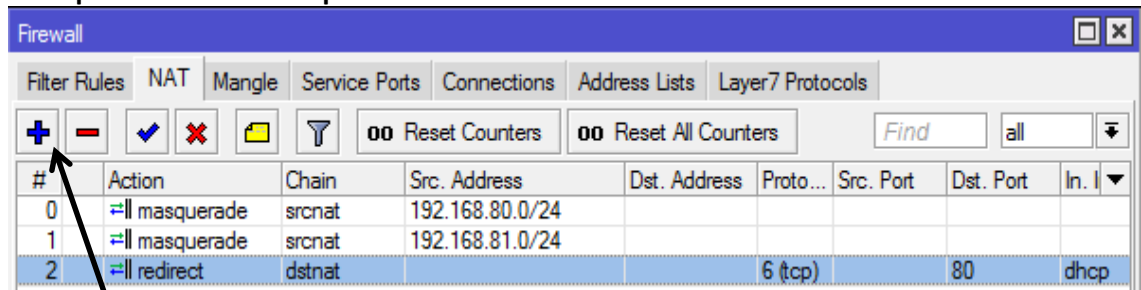 Firewall
Filter Rules NAT Mangle Service Ports Connections Address Lists Layer7 Protocols
00 Reset Counters 00 Reset All Counters Find all
# Action Chain Src. Address Dst. Address Proto... Src. Port Dst. Port In. I
0 masquerade srcnat 192.168.80.0/24
1 masquerade srcnat 192.168.81.0/24
2 redirect dstnat 6 (tcp) 80 dhcp